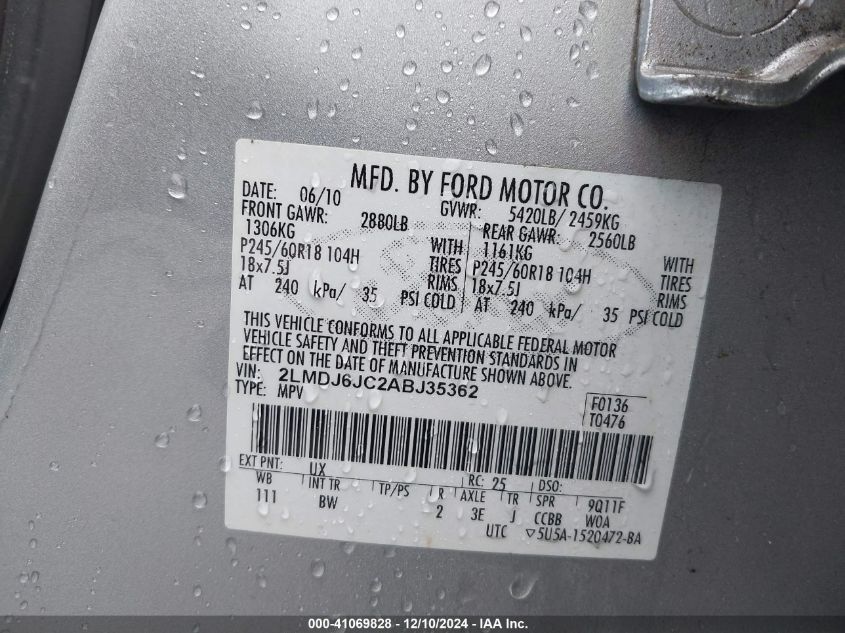 MFD. BY FORD MOTOR CO.
DATE: 06/10 GVWR: 5420LB/ 2459KG
FRONT GAWR: 2880LB REAR GAWR: 2560LB
1306KG WITH 1161KG WITH
P245/60R18 104H TIRES P245/60R18 104H TIRES
18x7.5J RIMS 18x7.5J RIMS
AT 240 kPa/ 35 PSI COLD AT 240 kPa/ 35 PSI COLD
THIS VEHICLE CONFORMS TO ALL APPLICABLE FEDERAL MOTOR
VEHICLE SAFETY AND THEFT PREVENTION STANDARDS IN
EFFECT ON THE DATE OF MANUFACTURE SHOWN ABOVE.
VIN: 2LMDJ6JC2ABJ35362
TYPE: MPV
F0136
T0476
EXT PNT: UX RC: 25 DSO:
WB INT TR TP/PS R AXLE TR SPR 9Q11F
111 BW 2 3E J CCBB W0A
UTC ▽5U5A-1520472-BA
000-41069828 - 12/10/2024 - IAA Inc.